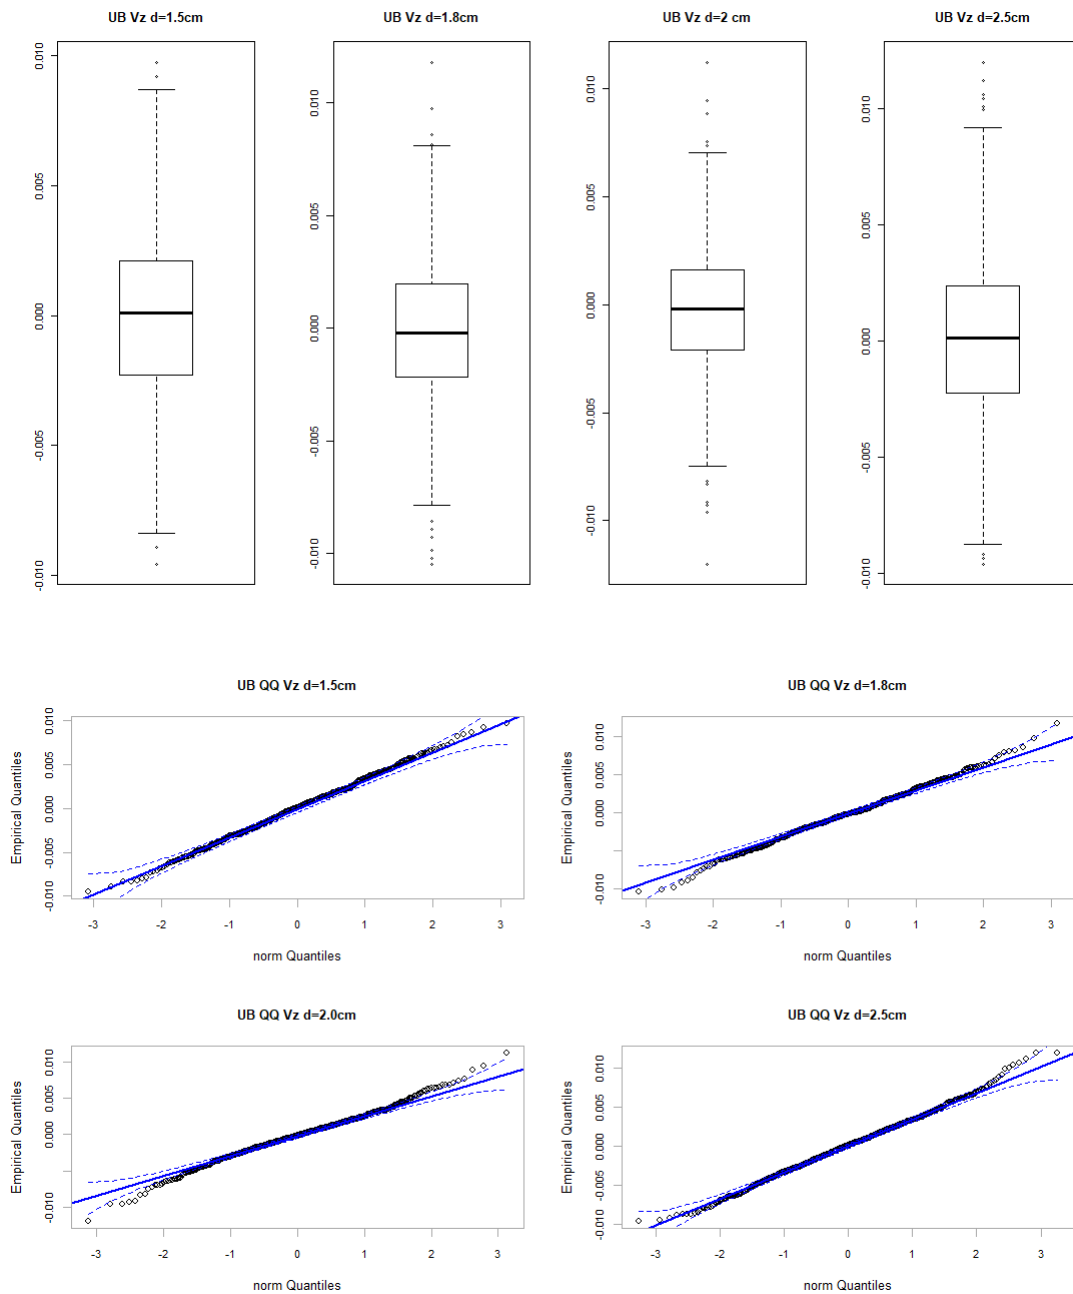 UB Vz d=1.5cm
UB Vz d=1.8cm
UB Vz d=2 cm
UB Vz d=2.5cm
0.010
0.005
0.000
-0.005
-0.010
0.010
0.005
0.000
-0.005
-0.010
0.010
0.005
0.000
-0.005
-0.010
0.010
0.005
0.000
-0.005
-0.010
UB QQ Vz d=1.5cm
Empirical Quantiles
0.010
0.005
0.000
-0.005
-0.010
-3 -2 -1 0 1 2 3
norm Quantiles
UB QQ Vz d=1.8cm
Empirical Quantiles
0.010
0.005
0.000
-0.010
-3 -2 -1 0 1 2 3
norm Quantiles
UB QQ Vz d=2.0cm
Empirical Quantiles
0.010
0.005
0.000
-0.010
-3 -2 -1 0 1 2 3
norm Quantiles
UB QQ Vz d=2.5cm
Empirical Quantiles
0.010
0.005
0.000
-0.005
-0.010
-3 -2 -1 0 1 2 3
norm Quantiles